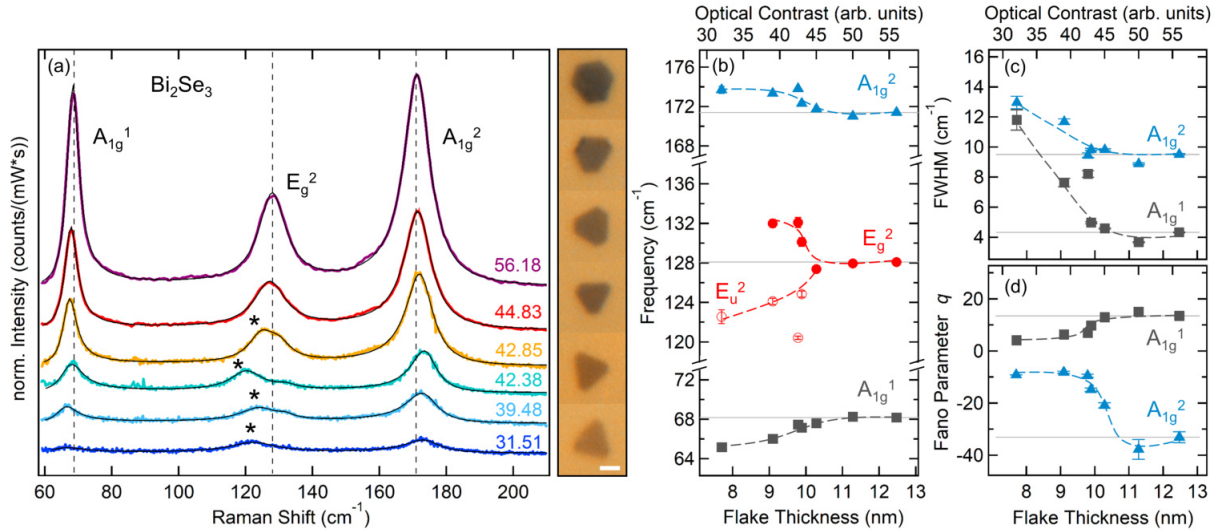 (a)
Bi₂Se₃
A₁g¹
Eg²
A₁g²
56.18
44.83
*
42.85
*
42.38
*
39.48
*
31.51
norm. Intensity (counts/(mW*s))
60 80 100 120 140 160 180 200
Raman Shift (cm⁻¹)
Optical Contrast (arb. units)
32 40 45 50 55
(b)
A₁g²
Eg²
Eu²
A₁g¹
176
172
168
136
132
128
124
120
72
68
64
Frequency (cm⁻¹)
8 9 10 11 12 13
Flake Thickness (nm)
Optical Contrast (arb. units)
32 40 45 50 55
(c)
A₁g²
A₁g¹
14
12
10
8
6
4
FWHM (cm⁻¹)
(d)
A₁g¹
A₁g²
20
0
-20
-40
Fano Parameter q
8 9 10 11 12 13
Flake Thickness (nm)